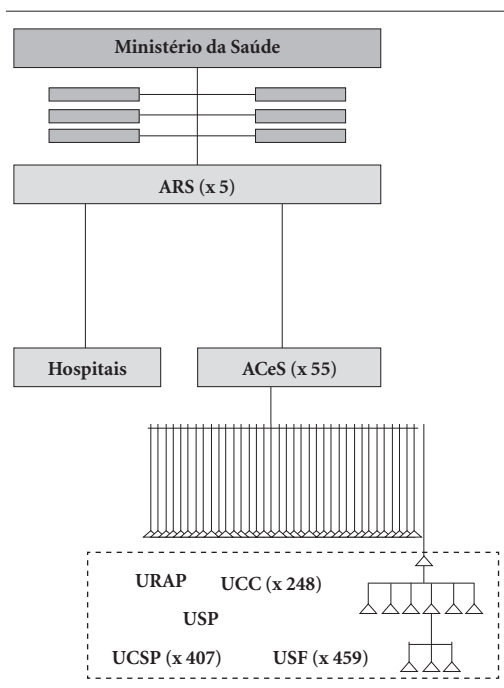 Ministério da Saúde
ARS (x 5)
Hospitais
ACeS (x 55)
URAP
UCC (x 248)
USP
UCSP (x 407)
USF (x 459)